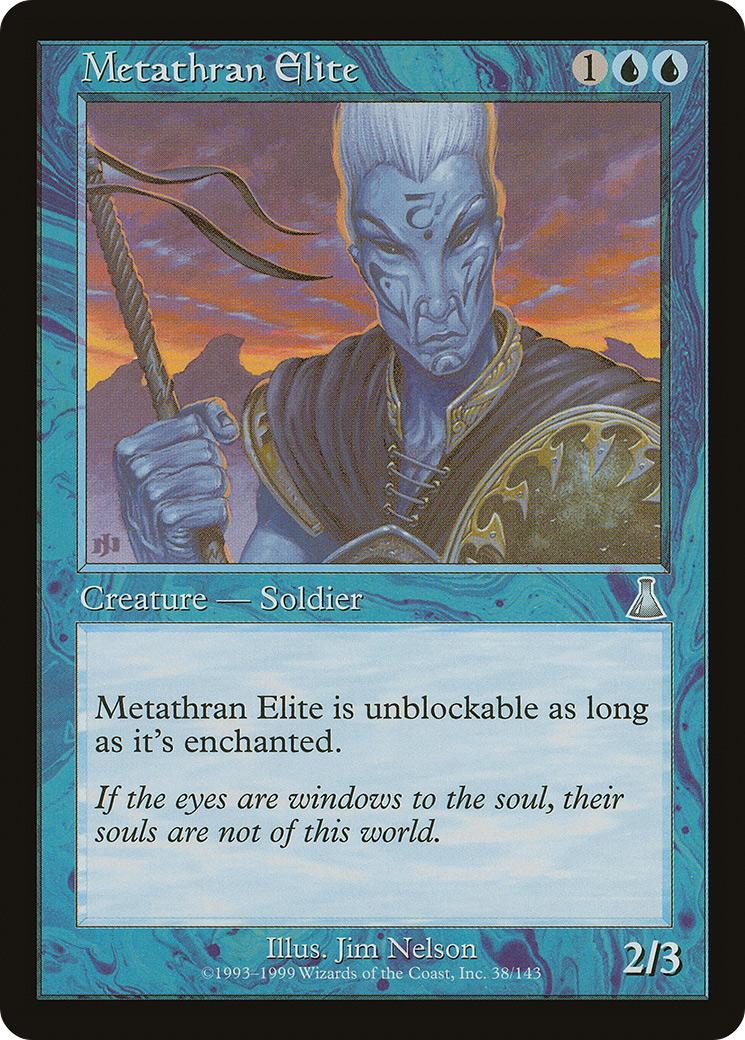 Metathran Elite 1
Creature — Soldier
Metathran Elite is unblockable as long
as it's enchanted.
If the eyes are windows to the soul, their
souls are not of this world.
Illus. Jim Nelson
©1993–1999 Wizards of the Coast, Inc. 38/143
2/3